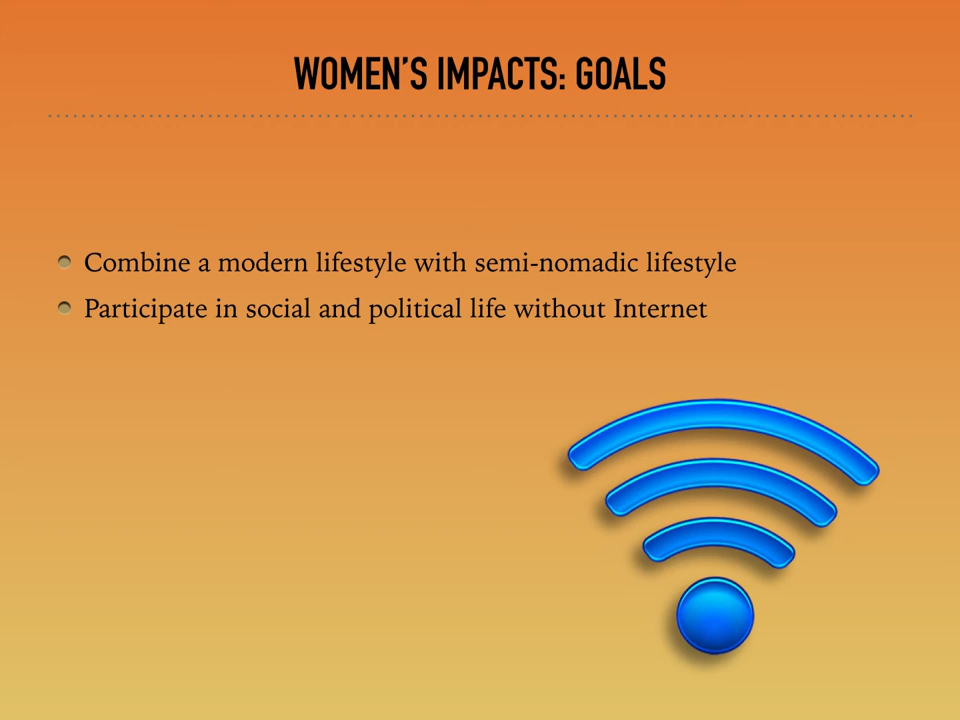 WOMEN’S IMPACTS: GOALS
Combine a modern lifestyle with semi-nomadic lifestyle
Participate in social and political life without Internet